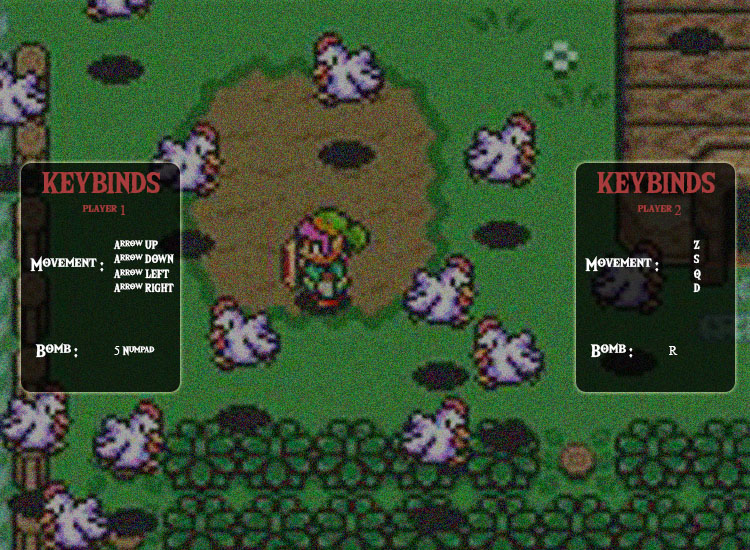 KEYBINDS
PLAYER 1
MOVEMENT :
ARROW UP
ARROW DOWN
ARROW LEFT
ARROW RIGHT
BOMB :
5 NUMPAD
KEYBINDS
PLAYER 2
MOVEMENT :
Z
S
Q
D
BOMB :
R